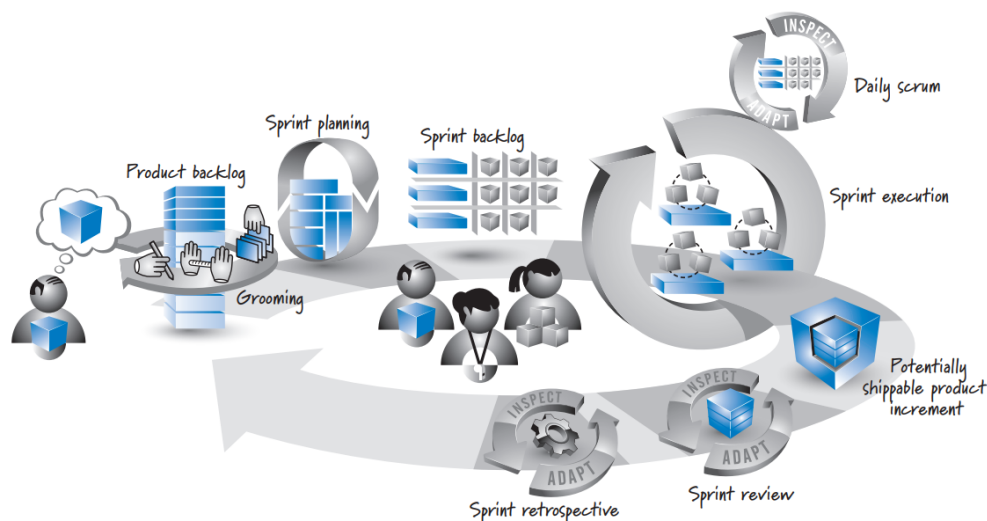 INSPECT
ADAPT
Daily scrum
Sprint planning
Sprint backlog
Product backlog
Sprint execution
Grooming
Potentially
shippable product
increment
INSPECT
ADAPT
Sprint review
INSPECT
ADAPT
Sprint retrospective